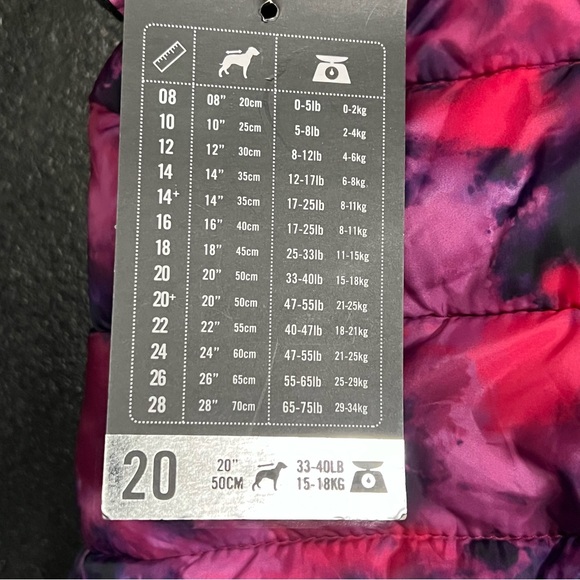 08 08" 20cm 0-5lb 0-2kg
10 10" 25cm 5-8lb 2-4kg
12 12" 30cm 8-12lb 4-6kg
14 14" 35cm 12-17lb 6-8kg
14+ 14" 35cm 17-25lb 8-11kg
16 16" 40cm 17-25lb 8-11kg
18 18" 45cm 25-33lb 11-15kg
20 20" 50cm 33-40lb 15-18kg
20+ 20" 50cm 47-55lb 21-25kg
22 22" 55cm 40-47lb 18-21kg
24 24" 60cm 47-55lb 21-25kg
26 26" 65cm 55-65lb 25-29kg
28 28" 70cm 65-75lb 29-34kg
20 20" 33-40LB
50CM 15-18KG